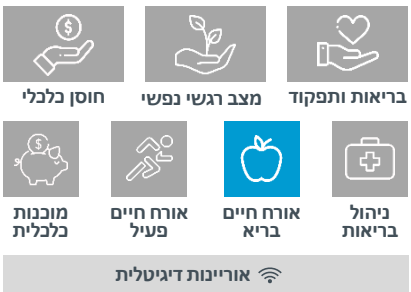 בריאות ותפקוד
מצב רגשי נפשי
חוסן כלכלי
ניהול
בריאות
אורח חיים
בריא
אורח חיים
פעיל
מוכנות
כלכלית
אוריינות דיגיטלית